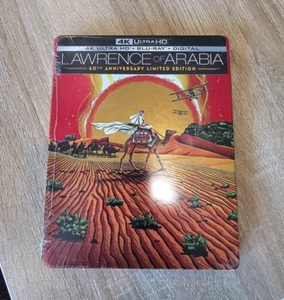 4K ULTRA HD
4K ULTRA HD • BLU-RAY • DIGITAL
LAWRENCE OF ARABIA
60TH ANNIVERSARY LIMITED EDITION